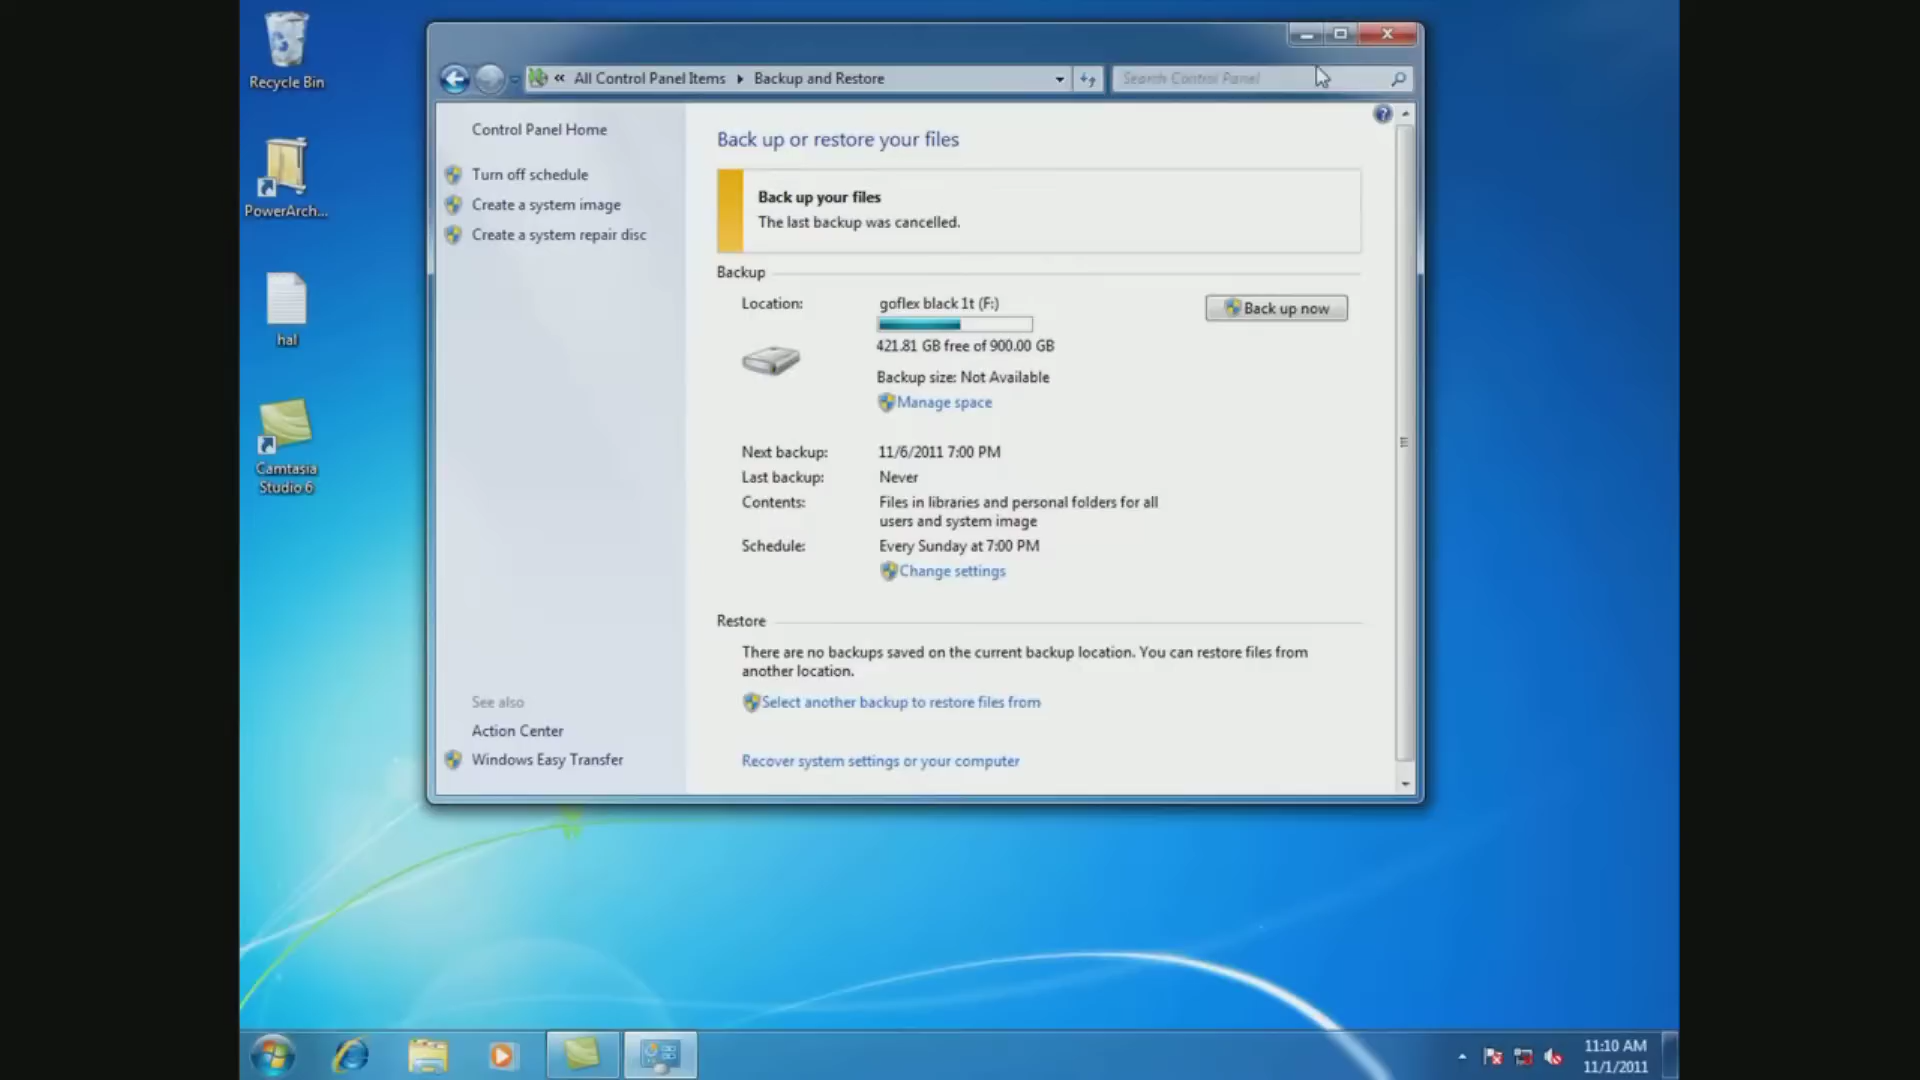 Recycle Bin
PowerArch...
hal
Camtasia
Studio 6
« All Control Panel Items ▸ Backup and Restore
Search Control Panel
Control Panel Home
Turn off schedule
Create a system image
Create a system repair disc
See also
Action Center
Windows Easy Transfer
Back up or restore your files
Back up your files
The last backup was cancelled.
Backup
Location: goflex black 1t (F:)
Back up now
421.81 GB free of 900.00 GB
Backup size: Not Available
Manage space
Next backup: 11/6/2011 7:00 PM
Last backup: Never
Contents: Files in libraries and personal folders for all
users and system image
Schedule: Every Sunday at 7:00 PM
Change settings
Restore
There are no backups saved on the current backup location. You can restore files from
another location.
Select another backup to restore files from
Recover system settings or your computer
11:10 AM
11/1/2011